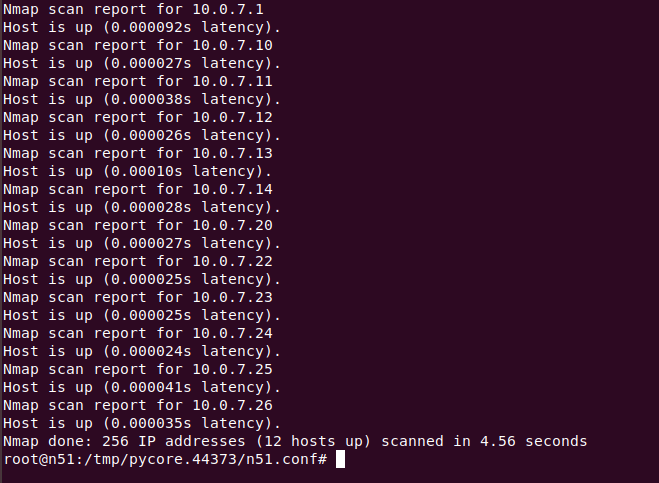 Nmap scan report for 10.0.7.1
Host is up (0.000092s latency).
Nmap scan report for 10.0.7.10
Host is up (0.000027s latency).
Nmap scan report for 10.0.7.11
Host is up (0.000038s latency).
Nmap scan report for 10.0.7.12
Host is up (0.000026s latency).
Nmap scan report for 10.0.7.13
Host is up (0.00010s latency).
Nmap scan report for 10.0.7.14
Host is up (0.000028s latency).
Nmap scan report for 10.0.7.20
Host is up (0.000027s latency).
Nmap scan report for 10.0.7.22
Host is up (0.000025s latency).
Nmap scan report for 10.0.7.23
Host is up (0.000025s latency).
Nmap scan report for 10.0.7.24
Host is up (0.000024s latency).
Nmap scan report for 10.0.7.25
Host is up (0.000041s latency).
Nmap scan report for 10.0.7.26
Host is up (0.000035s latency).
Nmap done: 256 IP addresses (12 hosts up) scanned in 4.56 seconds
root@n51:/tmp/pycore.44373/n51.conf#